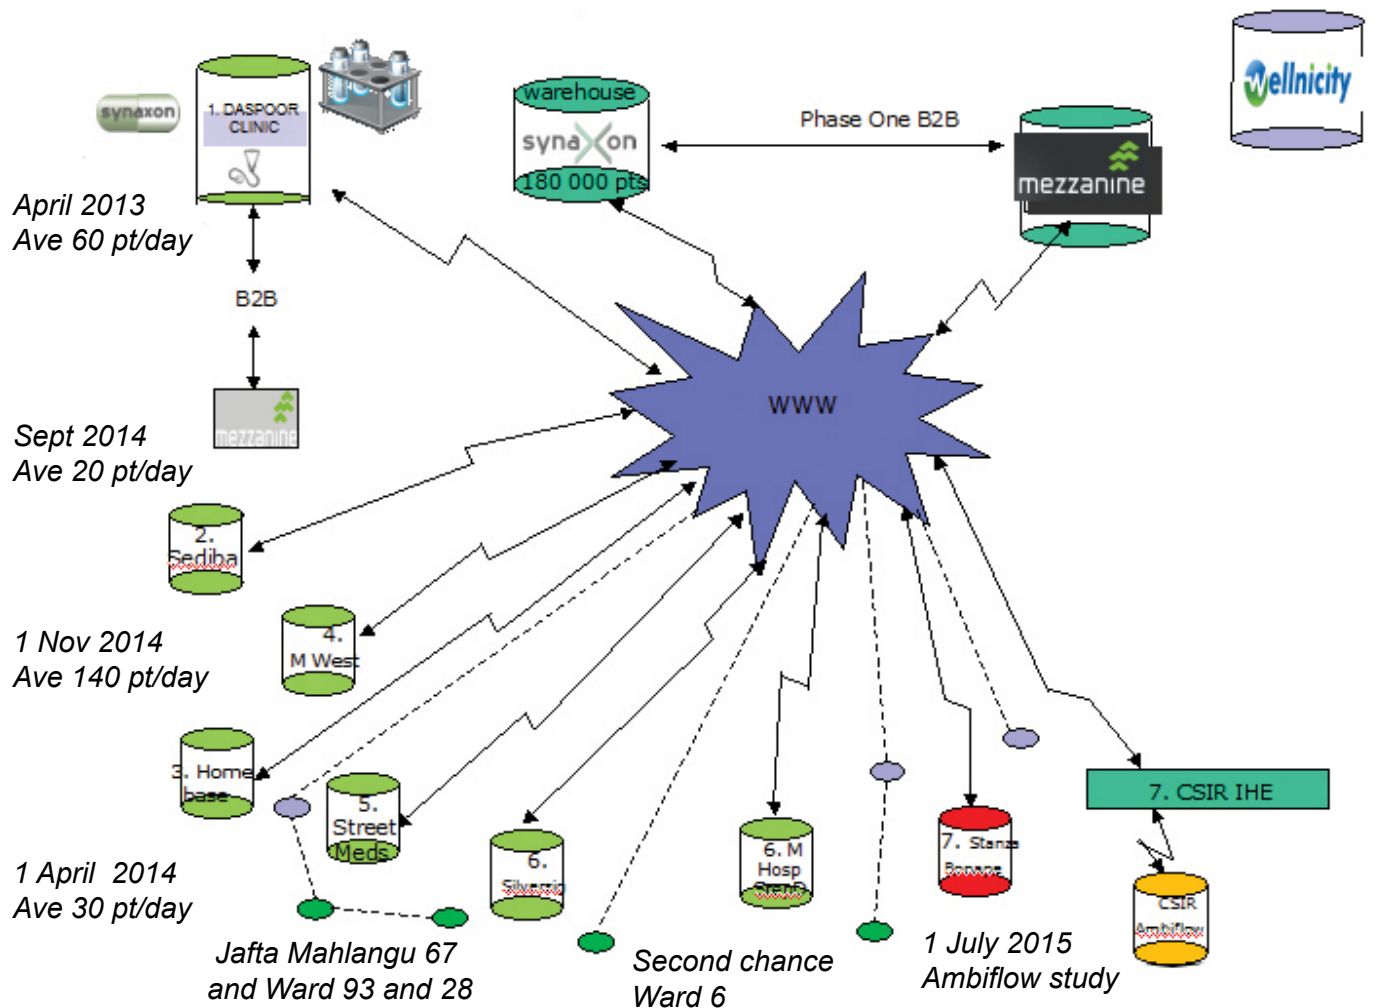 synaxon
1. DASPOOR
CLINIC
warehouse
synaXon
180 000 pts
Phase One B2B
mezzanine
Wellnicity
April 2013
Ave 60 pt/day
B2B
mezzanine
WWW
Sept 2014
Ave 20 pt/day
2.
Sediba
1 Nov 2014
Ave 140 pt/day
4.
M West
3. Home
base
5.
Street
Meds
6.
6. M
Hosp
7. Stanza
Bopape
7. CSIR IHE
CSIR
Ambiflow
1 April 2014
Ave 30 pt/day
Jafta Mahlangu 67
and Ward 93 and 28
Second chance
Ward 6
1 July 2015
Ambiflow study